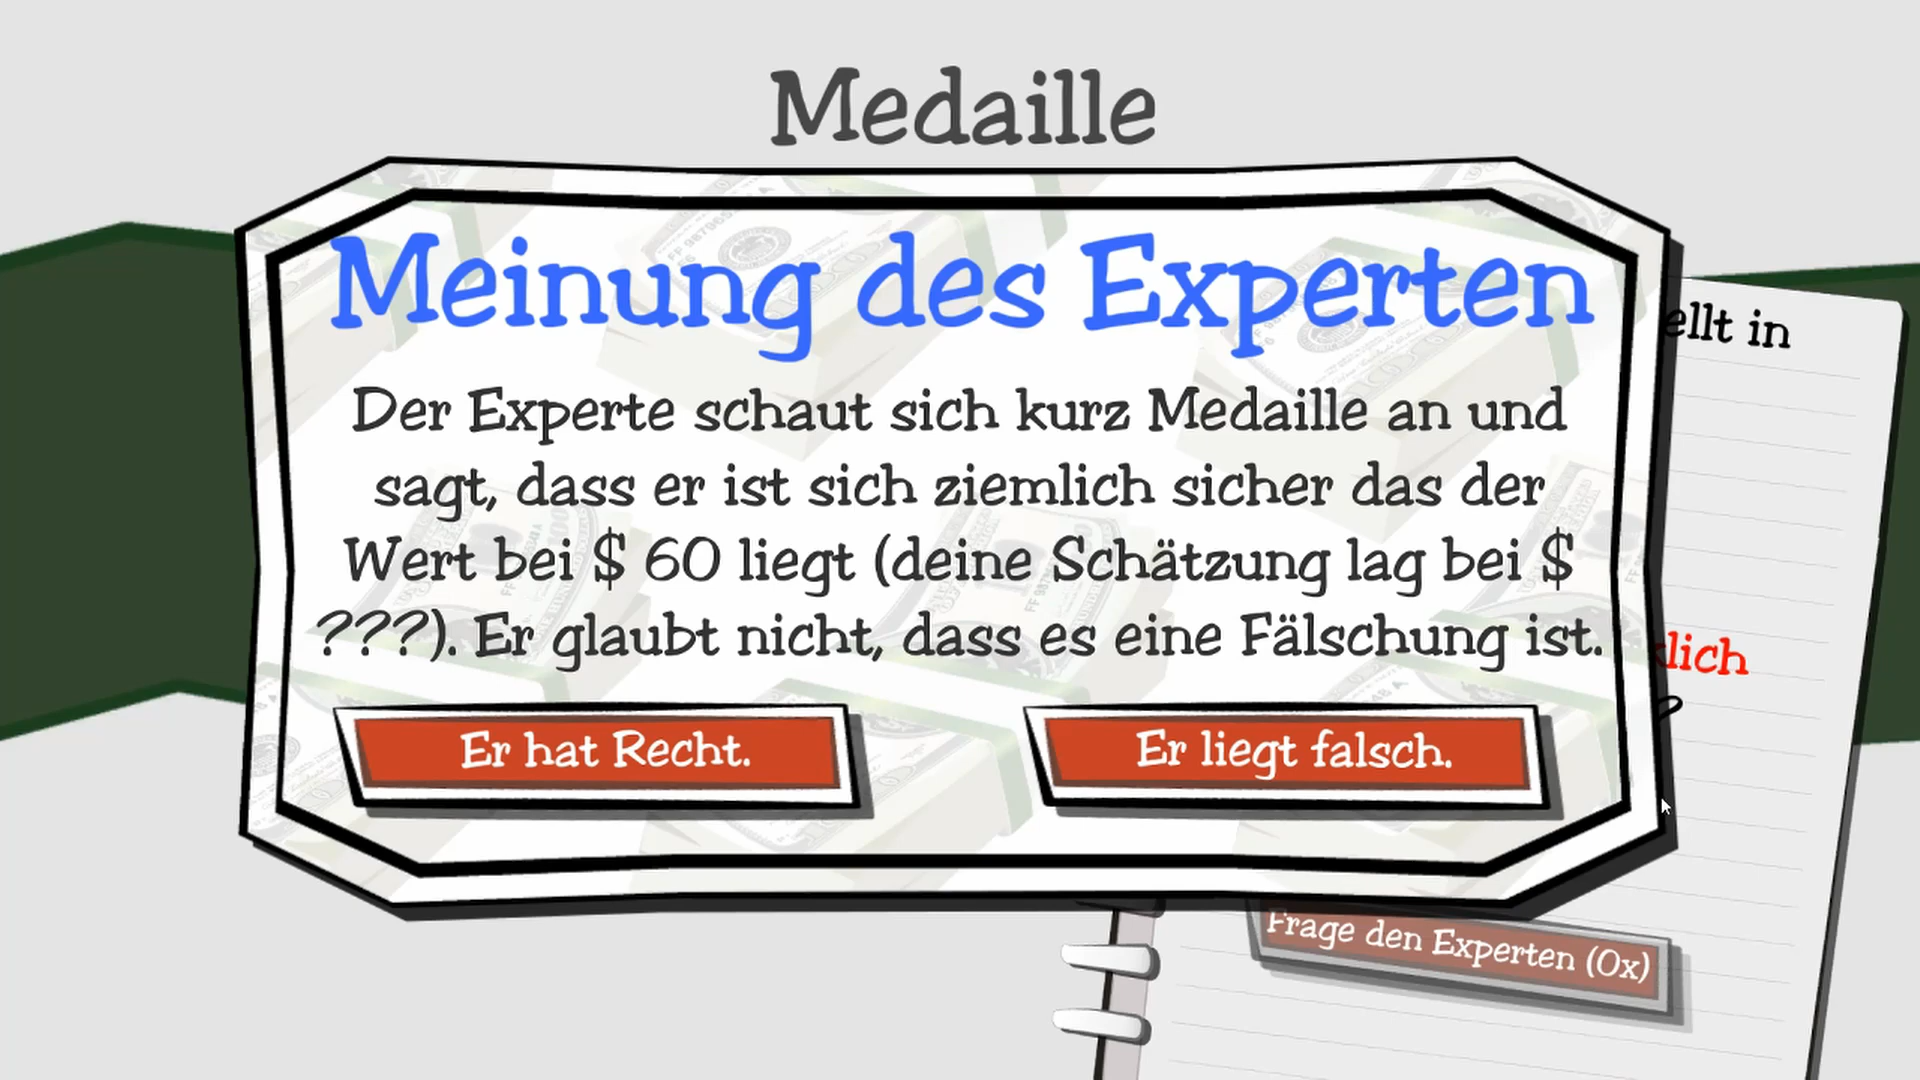 Medaille
Meinung des Experten
ellt in
Der Experte schaut sich kurz Medaille an und
sagt, dass er ist sich ziemlich sicher das der
Wert bei $ 60 liegt (deine Schätzung lag bei $
???). Er glaubt nicht, dass es eine Fälschung ist.
lich
?
Er hat Recht.
Er liegt falsch.
Frage den Experten (0x)